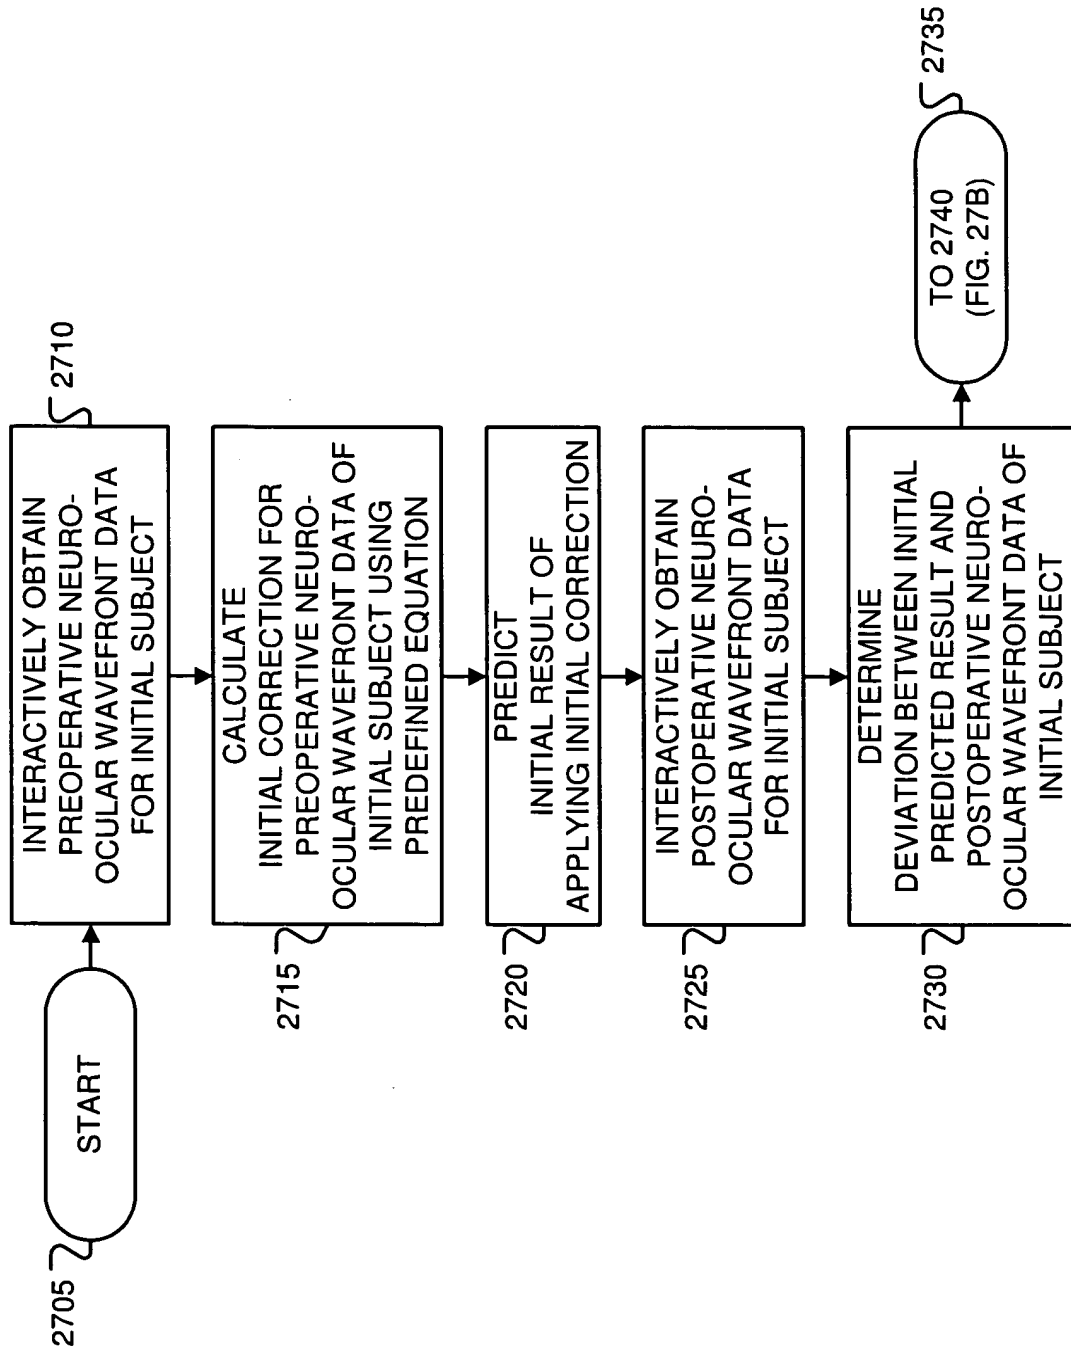 2705
START
2710
INTERACTIVELY OBTAIN
PREOPERATIVE NEURO-
OCULAR WAVEFRONT DATA
FOR INITIAL SUBJECT
2715
CALCULATE
INITIAL CORRECTION FOR
PREOPERATIVE NEURO-
OCULAR WAVEFRONT DATA OF
INITIAL SUBJECT USING
PREDEFINED EQUATION
2720
PREDICT
INITIAL RESULT OF
APPLYING INITIAL CORRECTION
2725
INTERACTIVELY OBTAIN
POSTOPERATIVE NEURO-
OCULAR WAVEFRONT DATA
FOR INITIAL SUBJECT
2730
DETERMINE
DEVIATION BETWEEN INITIAL
PREDICTED RESULT AND
POSTOPERATIVE NEURO-
OCULAR WAVEFRONT DATA OF
INITIAL SUBJECT
2735
TO 2740
(FIG. 27B)